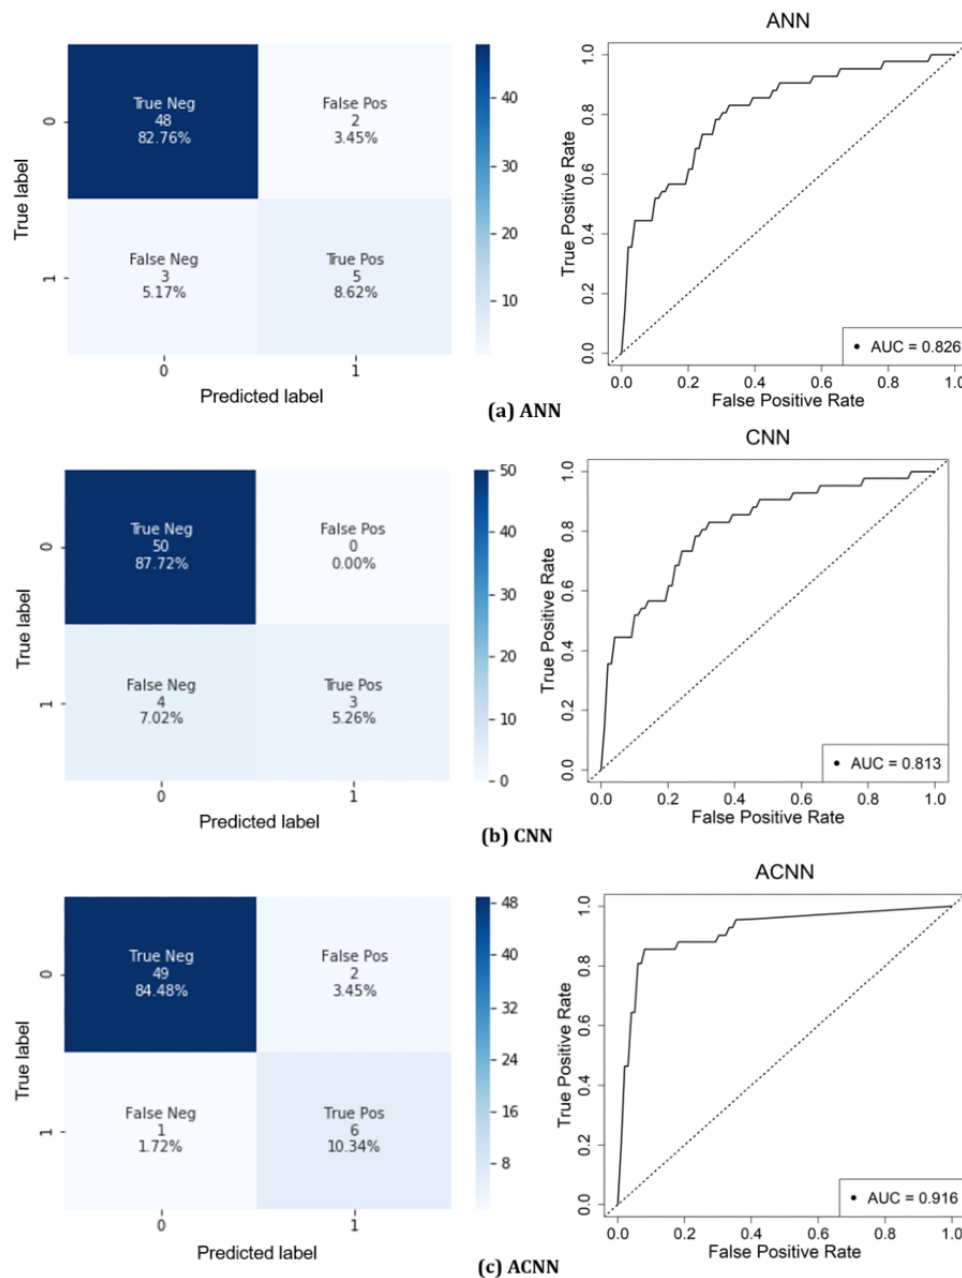 True Neg
48
82.76%
False Pos
2
3.45%
False Neg
3
5.17%
True Pos
5
8.62%
0
1
True label
0
1
Predicted label
40
30
20
10
ANN
1.0
0.8
0.6
0.4
0.2
0.0
True Positive Rate
• AUC = 0.826
0.0 0.2 0.4 0.6 0.8 1.0
False Positive Rate
(a) ANN
True Neg
50
87.72%
False Pos
0
0.00%
False Neg
4
7.02%
True Pos
3
5.26%
0
1
True label
0
1
Predicted label
50
40
30
20
10
0
CNN
1.0
0.8
0.6
0.4
0.2
0.0
True Positive Rate
• AUC = 0.813
0.0 0.2 0.4 0.6 0.8 1.0
False Positive Rate
(b) CNN
True Neg
49
84.48%
False Pos
2
3.45%
False Neg
1
1.72%
True Pos
6
10.34%
0
1
True label
0
1
Predicted label
48
40
32
24
16
8
ACNN
1.0
0.8
0.6
0.4
0.2
0.0
True Positive Rate
• AUC = 0.916
0.0 0.2 0.4 0.6 0.8 1.0
False Positive Rate
(c) ACNN